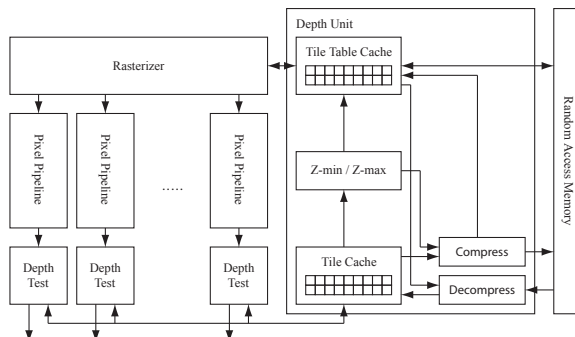 Depth Unit
Rasterizer
Tile Table Cache
Random Access Memory
Pixel Pipeline
Pixel Pipeline
.....
Pixel Pipeline
Z-min / Z-max
Depth
Test
Depth
Test
Depth
Test
Tile Cache
Compress
Decompress